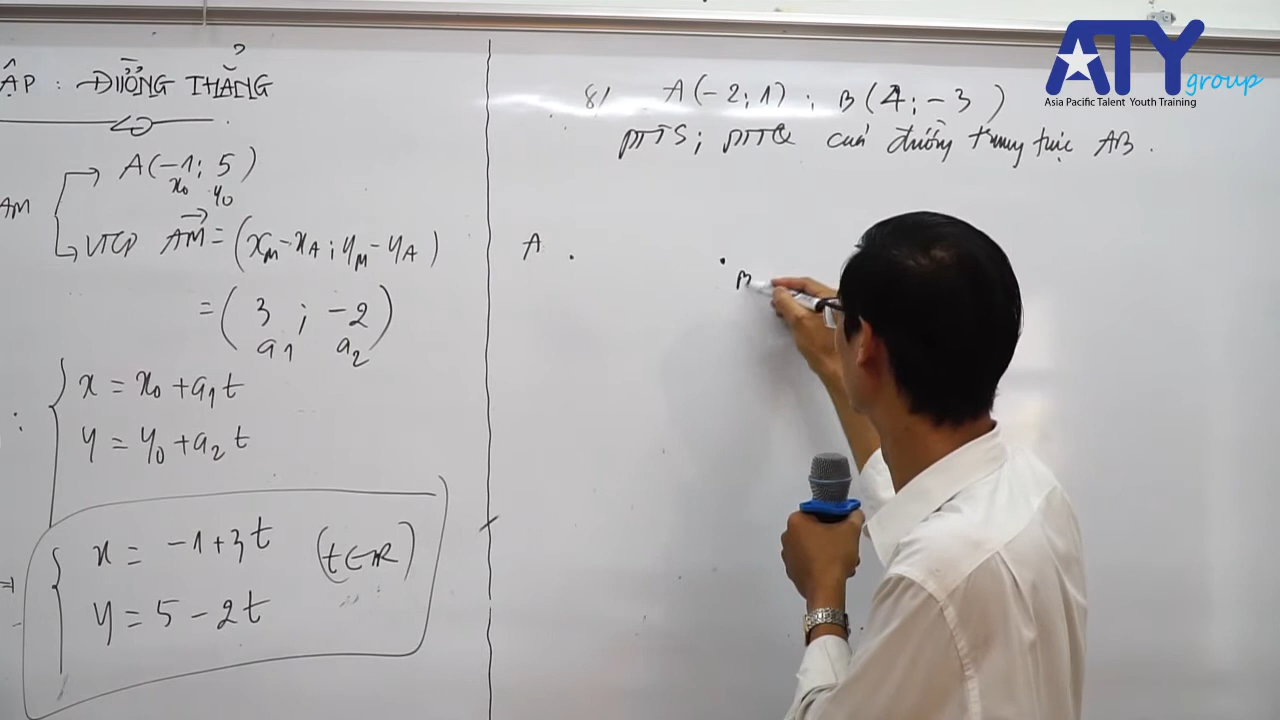 ẬP : ĐƯỜNG THẲNG
A(-1; 5)
x₀ y₀
AM
VTCP AM = (x_M - x_A ; y_M - y_A)
= ( 3 ; -2 )
a₁ a₂
: x = x₀ + a₁t
y = y₀ + a₂t
x = -1 + 3t (t ∈ R)
y = 5 - 2t
8/ A(-2; 1) ; B(4; -3)
PTTS ; PTTQ của đường trung trực AB.
A .
. B
ATY group
Asia Pacific Talent Youth Training